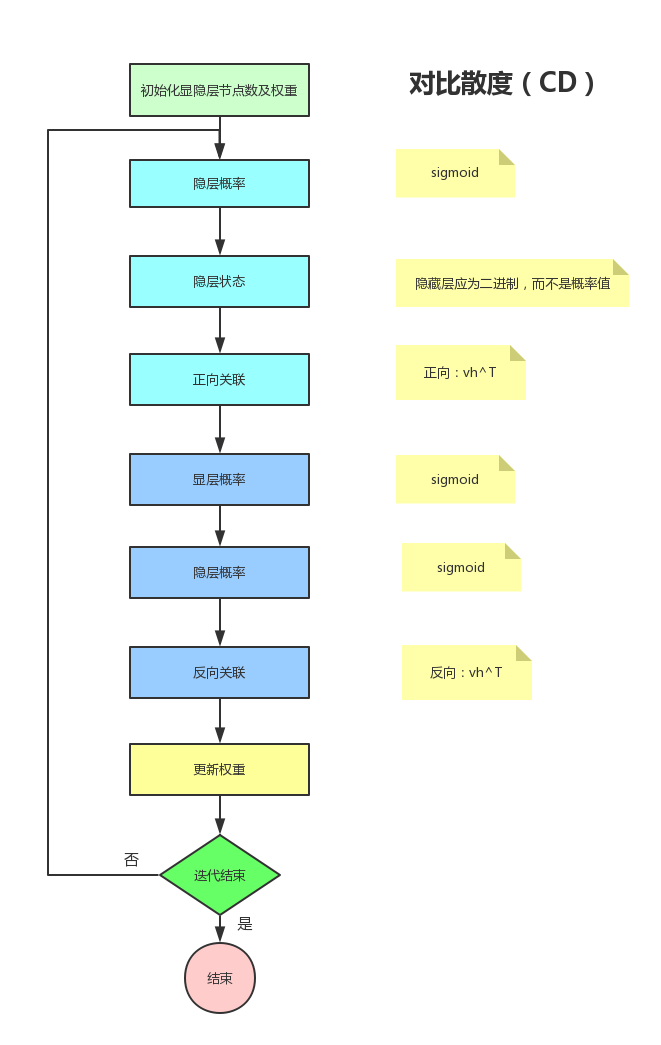 对比散度（CD）
初始化显隐层节点数及权重
隐层概率
sigmoid
隐层状态
隐藏层应为二进制，而不是概率值
正向关联
正向：vh^T
显层概率
sigmoid
隐层概率
sigmoid
反向关联
反向：vh^T
更新权重
否
迭代结束
是
结束